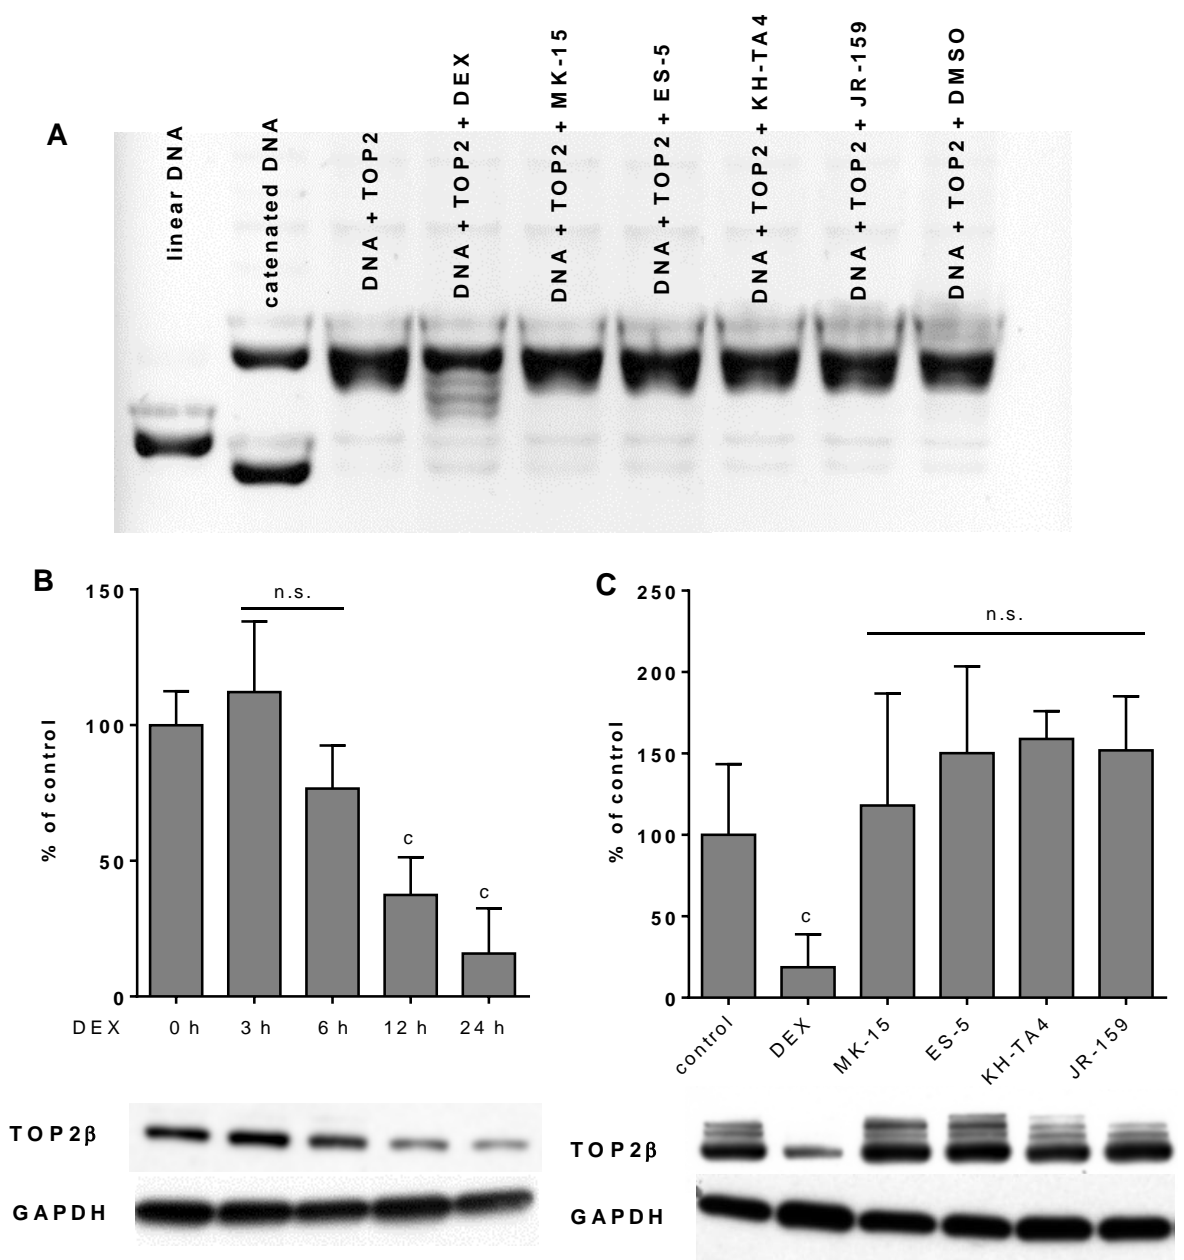 A
linear DNA
catenated DNA
DNA + TOP2
DNA + TOP2 + DEX
DNA + TOP2 + MK-15
DNA + TOP2 + ES-5
DNA + TOP2 + KH-TA4
DNA + TOP2 + JR-159
DNA + TOP2 + DMSO
B
% of control
150
100
50
0
n.s.
c
c
DEX 0 h 3 h 6 h 12 h 24 h
TOP2β
GAPDH
C
% of control
250
200
150
100
50
0
n.s.
c
control
DEX
MK-15
ES-5
KH-TA4
JR-159
TOP2β
GAPDH